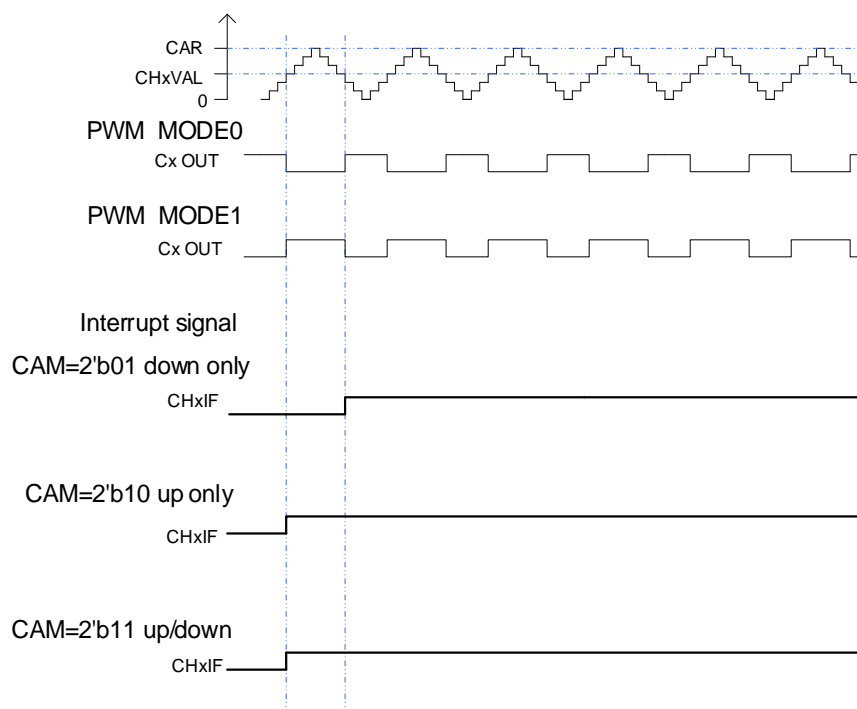 CAR
CHxVAL
0
PWM MODE0
Cx OUT
PWM MODE1
Cx OUT
Interrupt signal
CAM=2'b01 down only
CHxIF
CAM=2'b10 up only
CHxIF
CAM=2'b11 up/down
CHxIF